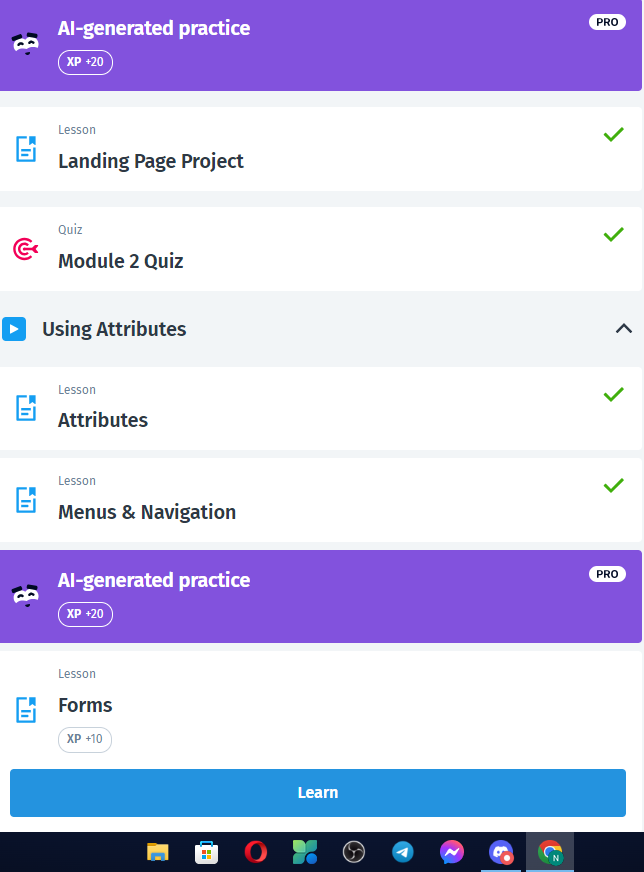 AI-generated practice
PRO
XP +20
Lesson
Landing Page Project
Quiz
Module 2 Quiz
Using Attributes
Lesson
Attributes
Lesson
Menus & Navigation
AI-generated practice
PRO
XP +20
Lesson
Forms
XP +10
Learn
N